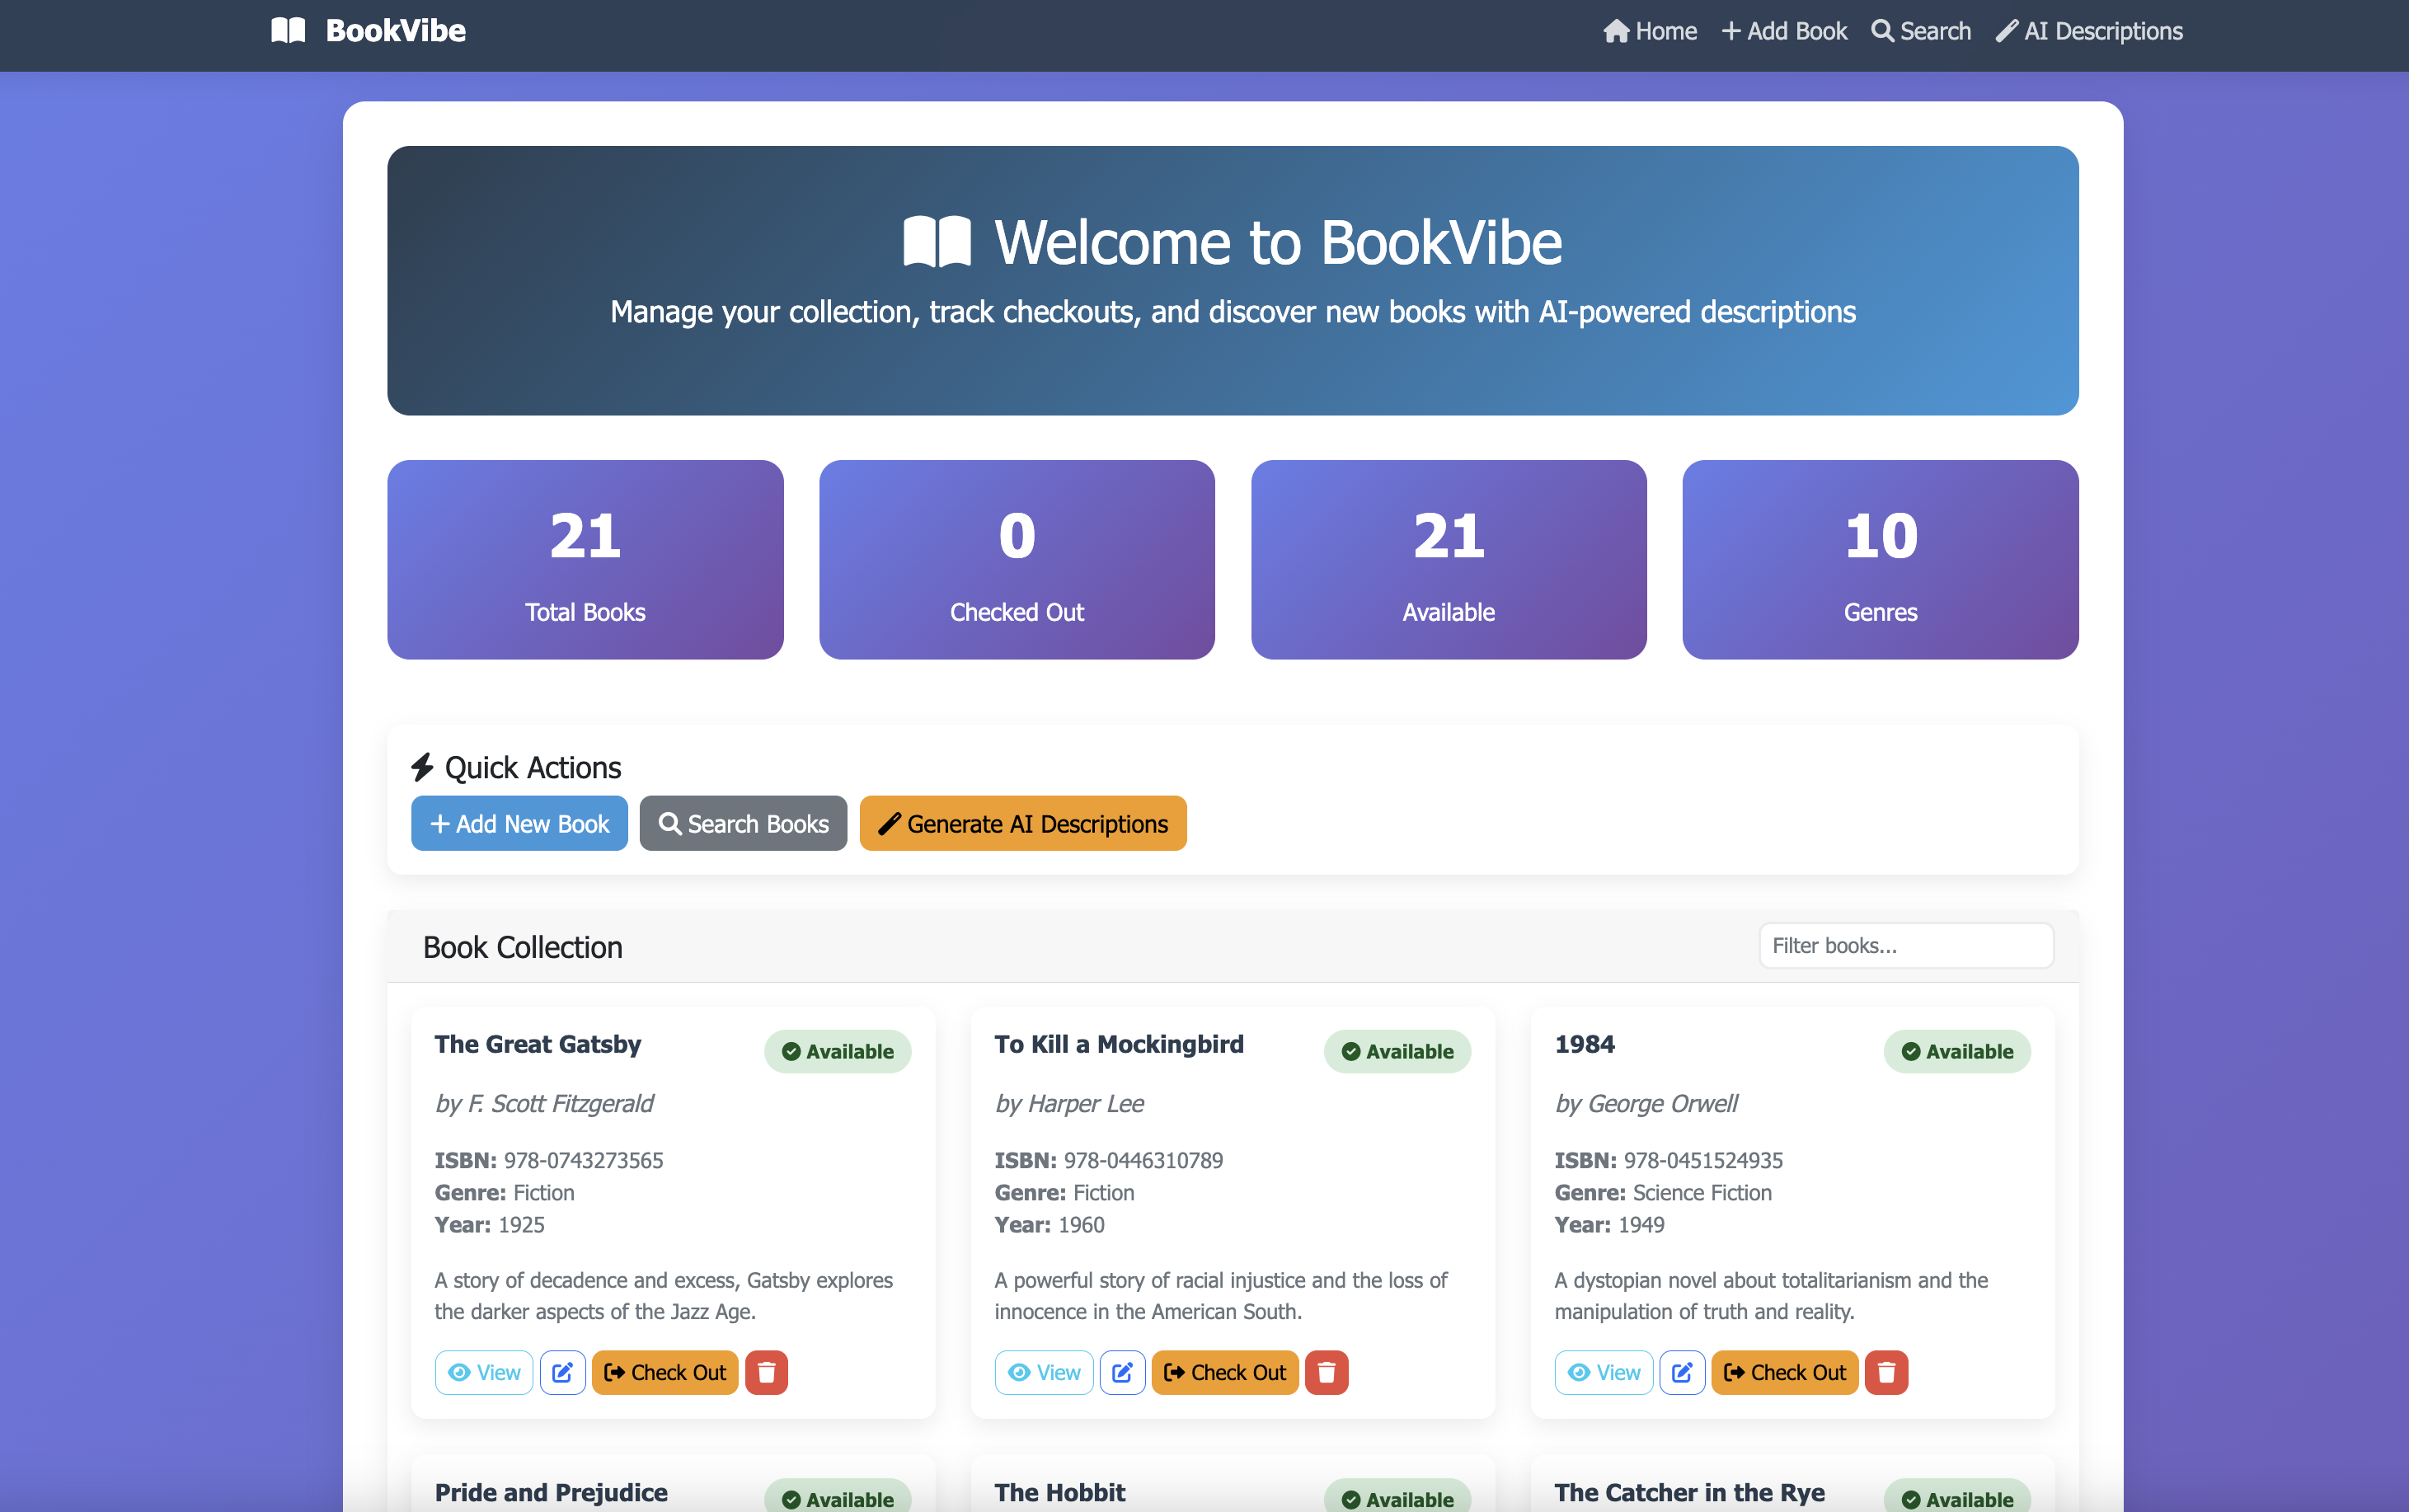 BookVibe
Home
Add Book
Search
AI Descriptions
Welcome to BookVibe
Manage your collection, track checkouts, and discover new books with AI-powered descriptions
21
Total Books
0
Checked Out
21
Available
10
Genres
Quick Actions
Add New Book
Search Books
Generate AI Descriptions
Book Collection
Filter books...
The Great Gatsby
Available
by F. Scott Fitzgerald
ISBN: 978-0743273565
Genre: Fiction
Year: 1925
A story of decadence and excess, Gatsby explores
the darker aspects of the Jazz Age.
View
Check Out
To Kill a Mockingbird
Available
by Harper Lee
ISBN: 978-0446310789
Genre: Fiction
Year: 1960
A powerful story of racial injustice and the loss of
innocence in the American South.
View
Check Out
1984
Available
by George Orwell
ISBN: 978-0451524935
Genre: Science Fiction
Year: 1949
A dystopian novel about totalitarianism and the
manipulation of truth and reality.
View
Check Out
Pride and Prejudice
Available
The Hobbit
Available
The Catcher in the Rye
Available